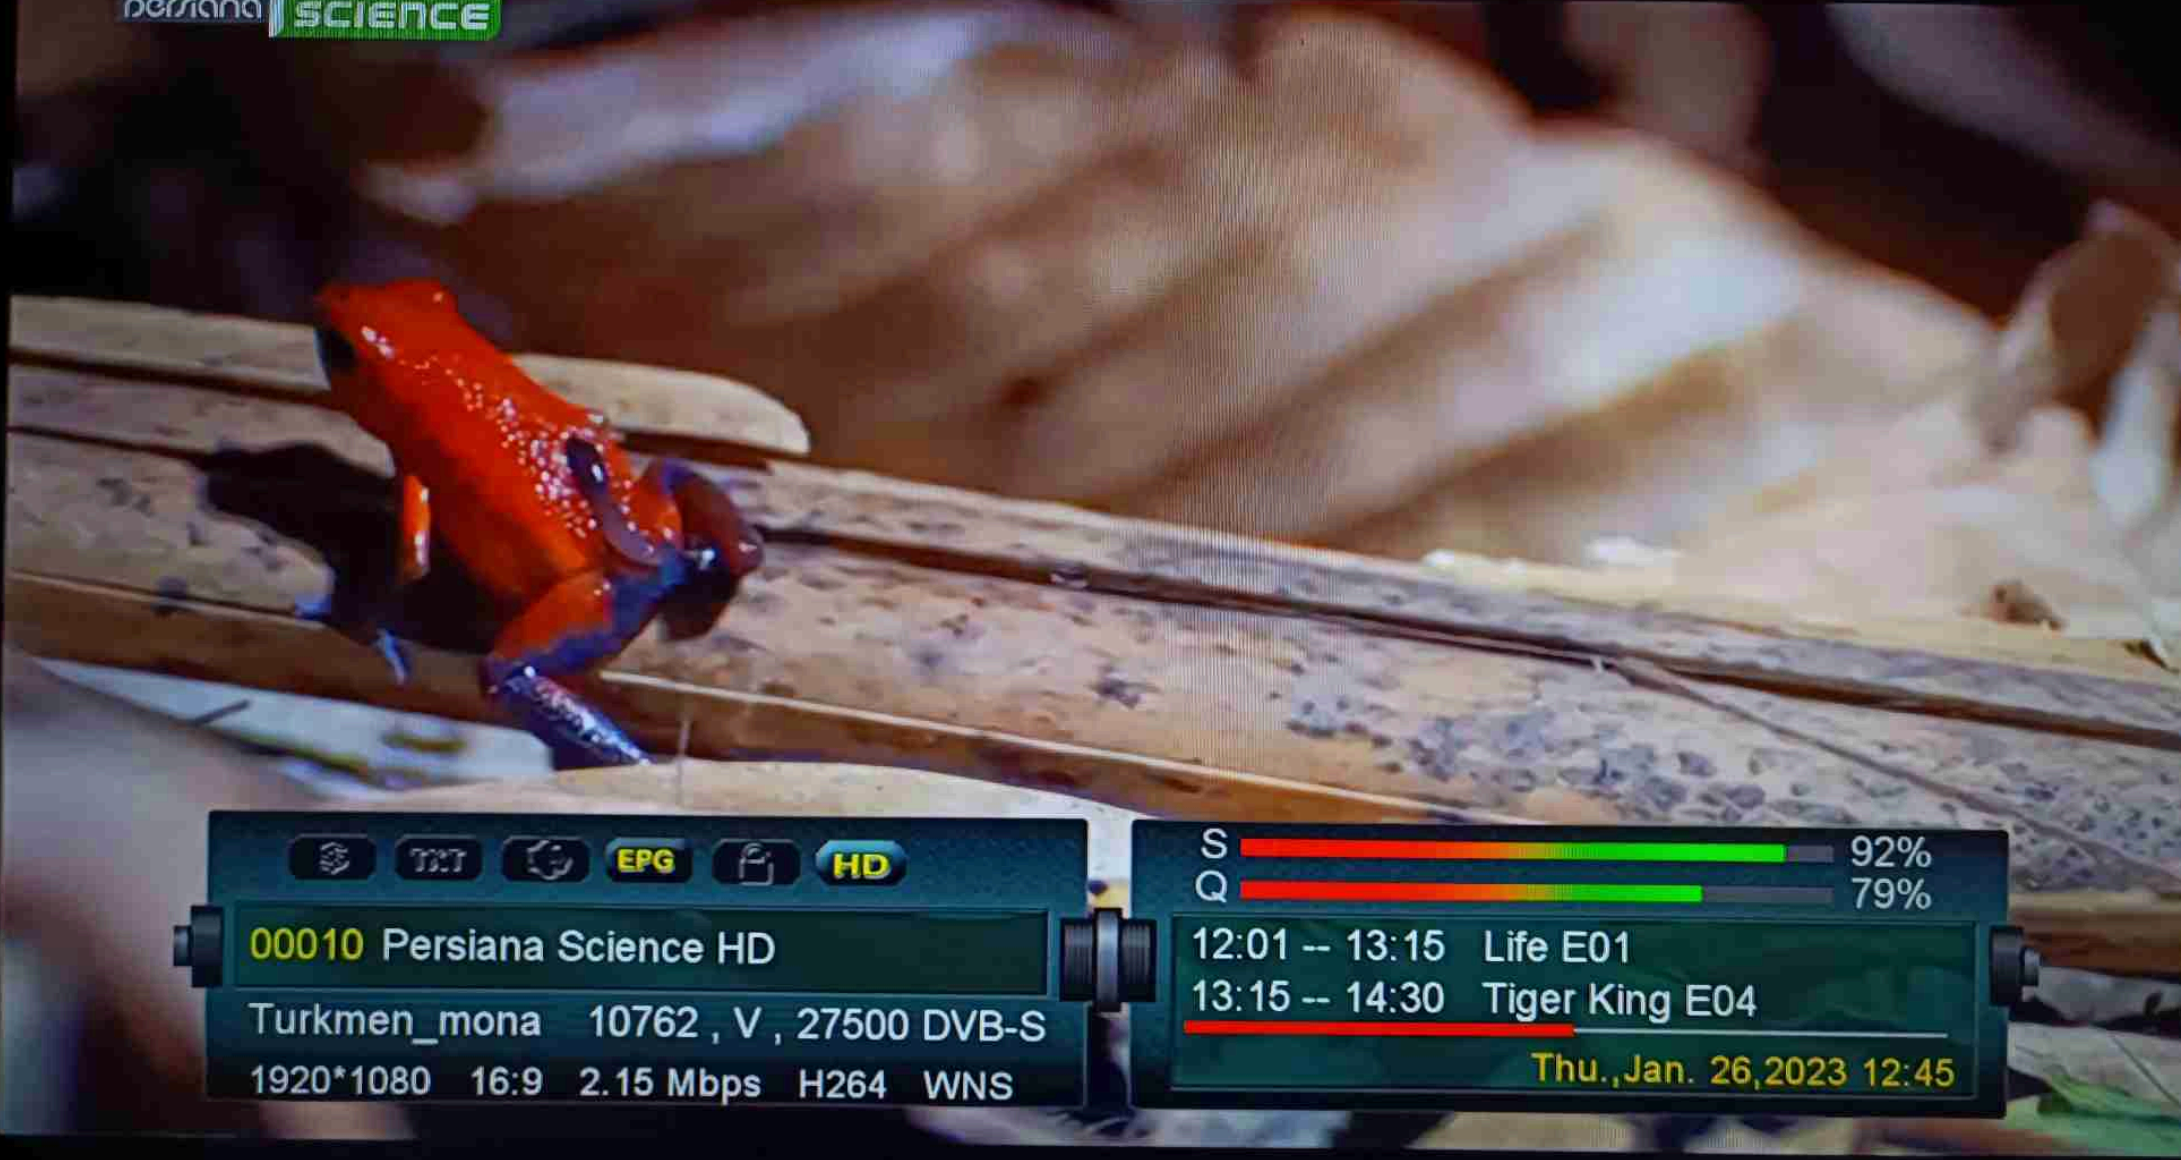 persiana SCIENCE
TXT EPG HD
00010 Persiana Science HD
Turkmen_mona 10762 , V , 27500 DVB-S
1920*1080 16:9 2.15 Mbps H264 WNS
S 92%
Q 79%
12:01 -- 13:15 Life E01
13:15 -- 14:30 Tiger King E04
Thu.,Jan. 26,2023 12:45